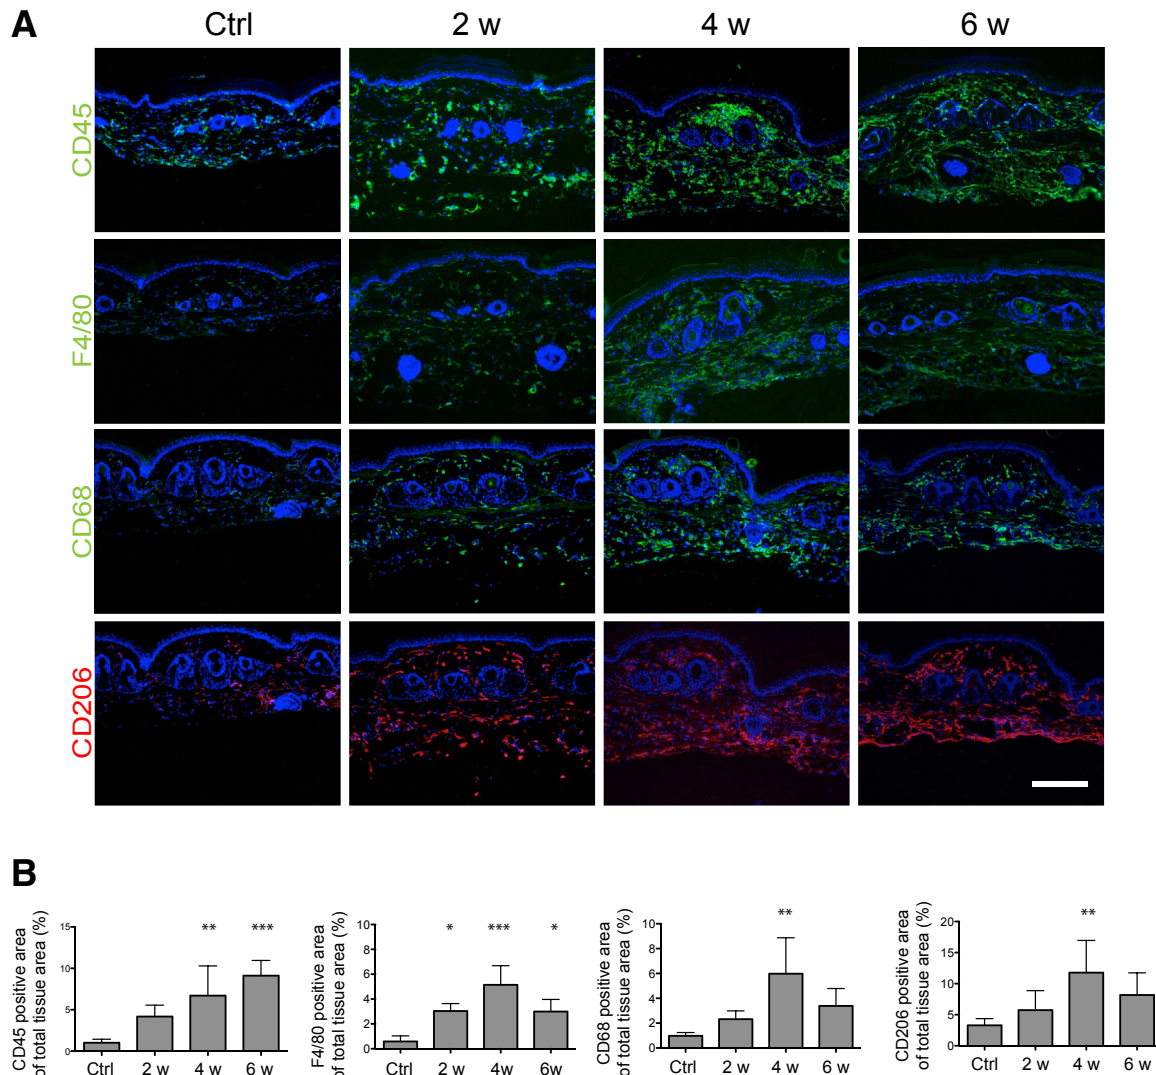 A
Ctrl 2 w 4 w 6 w
CD45
F4/80
CD68
CD206
B
CD45 positive area
of total tissue area (%)
15
10
5
0
** ***
Ctrl 2 w 4 w 6 w
F4/80 positive area
of total tissue area (%)
10
8
6
4
2
0
* *** *
Ctrl 2 w 4w 6w
CD68 positive area
of total tissue area (%)
10
8
6
4
2
0
**
Ctrl 2 w 4 w 6 w
CD206 positive area
of total tissue area (%)
20
15
10
5
0
**
Ctrl 2 w 4 w 6 w